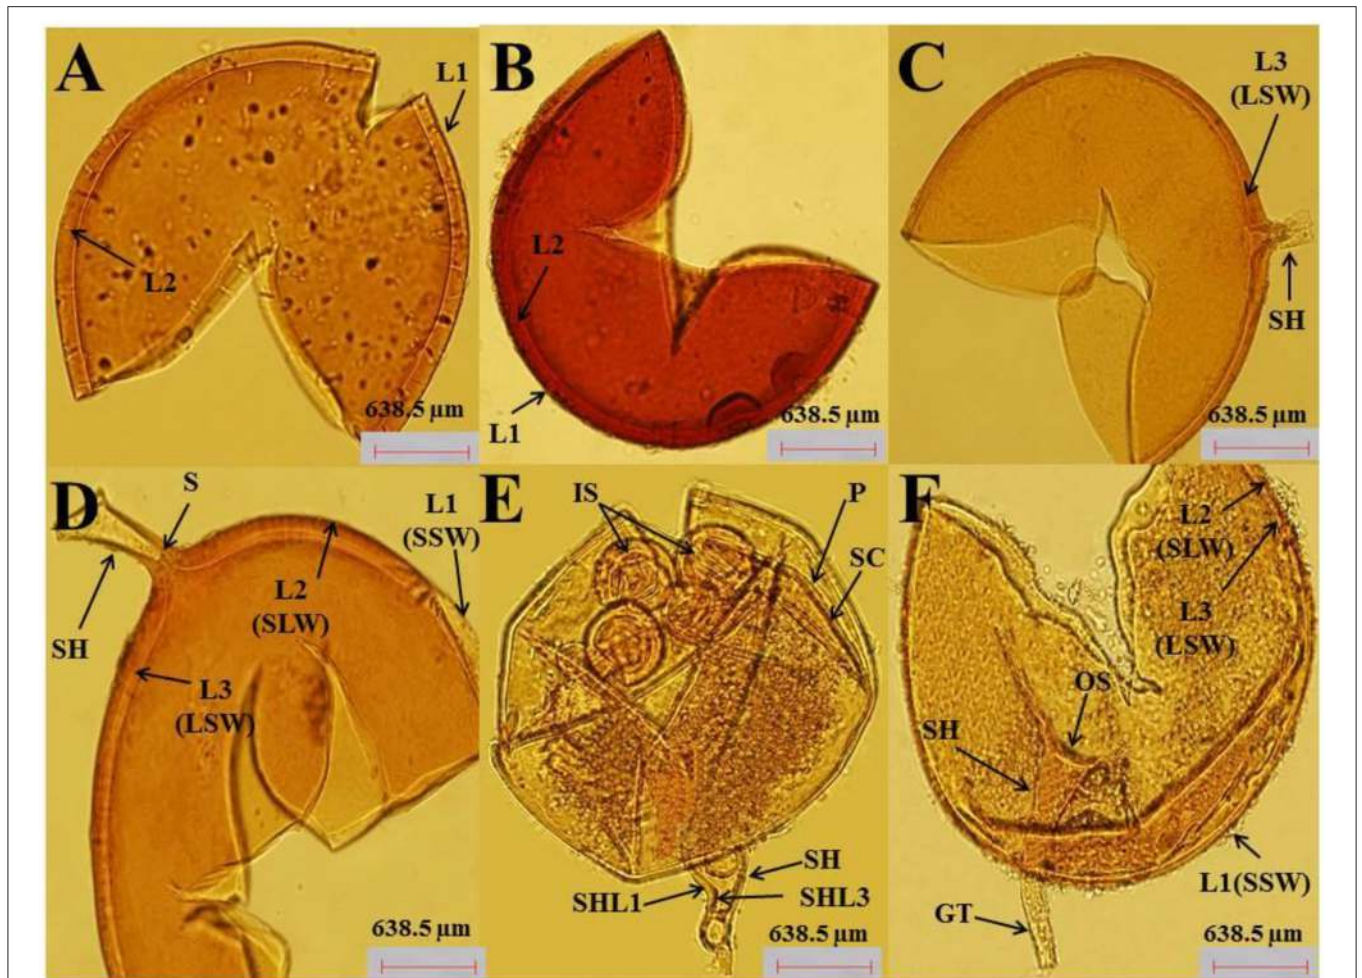 A
L1
L2
638.5 µm
B
L2
L1
638.5 µm
C
L3
(LSW)
SH
638.5 µm
D
S
L1
(SSW)
L2
(SLW)
SH
L3
(LSW)
638.5 µm
E
IS
P
SC
SH
SHL1
SHL3
638.5 µm
F
L2
(SLW)
L3
(LSW)
OS
SH
L1(SSW)
GT
638.5 µm